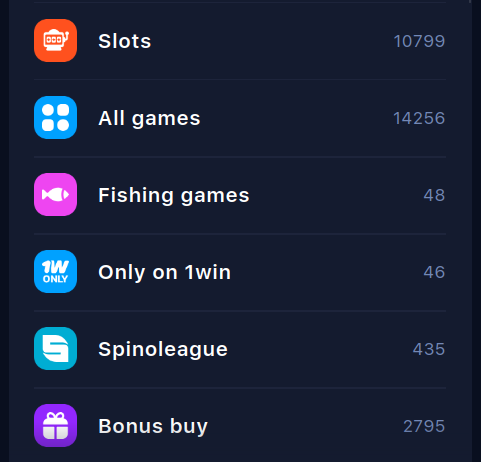 Slots 10799
All games 14256
Fishing games 48
1W
ONLY
Only on 1win 46
Spinoleague 435
Bonus buy 2795